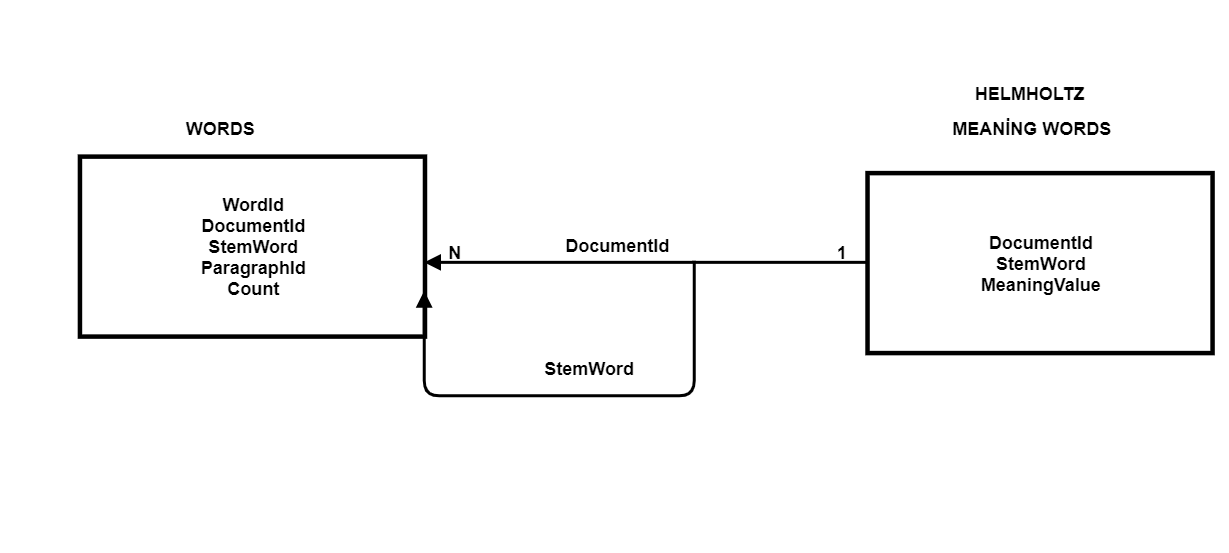 HELMHOLTZ
WORDS
MEANİNG WORDS
WordId
DocumentId
StemWord
ParagraphId
Count
N
DocumentId
1
DocumentId
StemWord
MeaningValue
StemWord